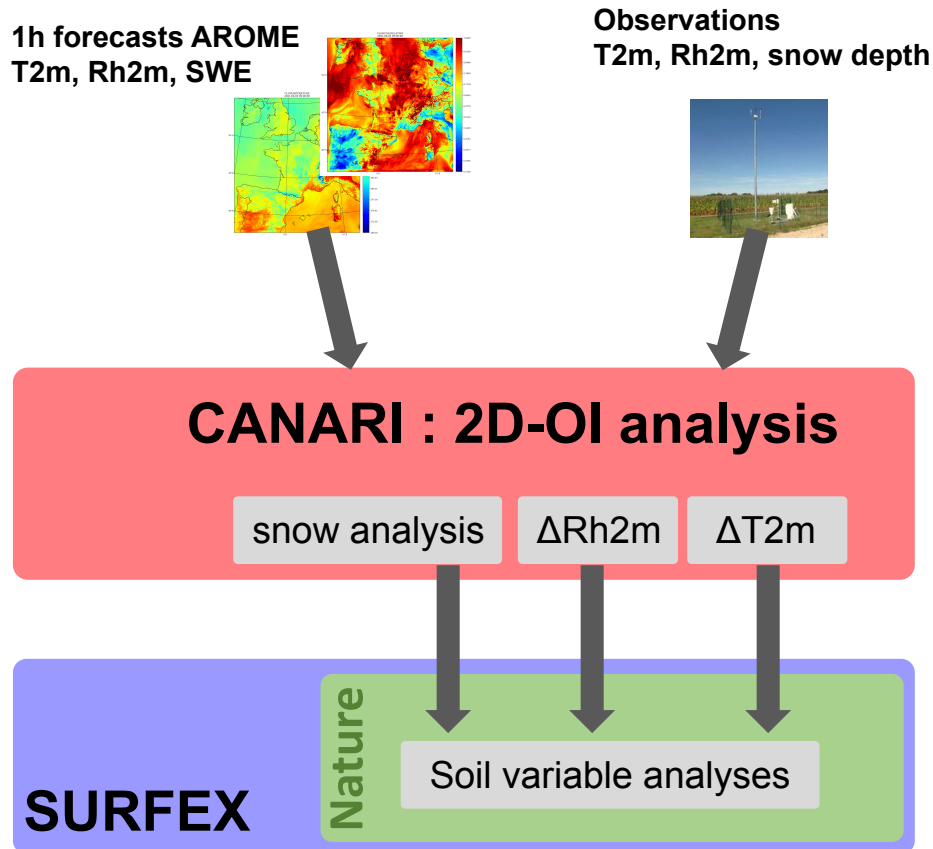 1h forecasts AROME
T2m, Rh2m, SWE
Observations
T2m, Rh2m, snow depth
CANARI : 2D-OI analysis
snow analysis
ΔRh2m
ΔT2m
Nature
Soil variable analyses
SURFEX